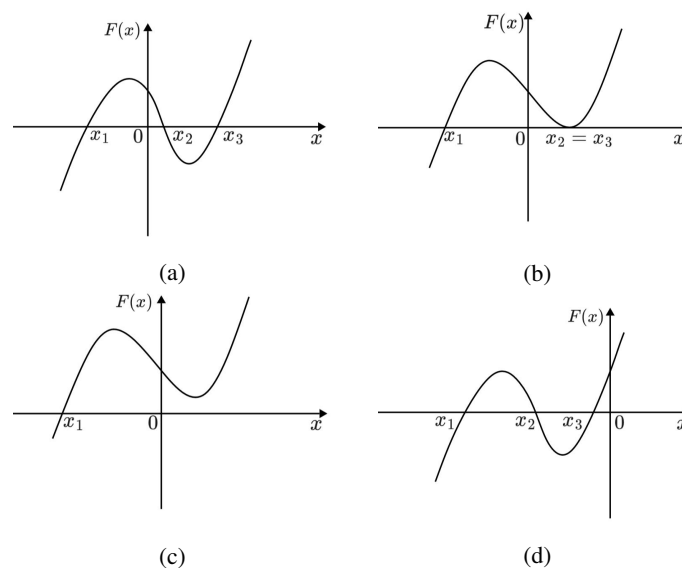 F(x)
x₁ 0 x₂ x₃ x
(a)
F(x)
x₁ 0 x₂ = x₃ x
(b)
F(x)
x₁ 0 x
(c)
F(x)
x₁ x₂ x₃ 0 x
(d)